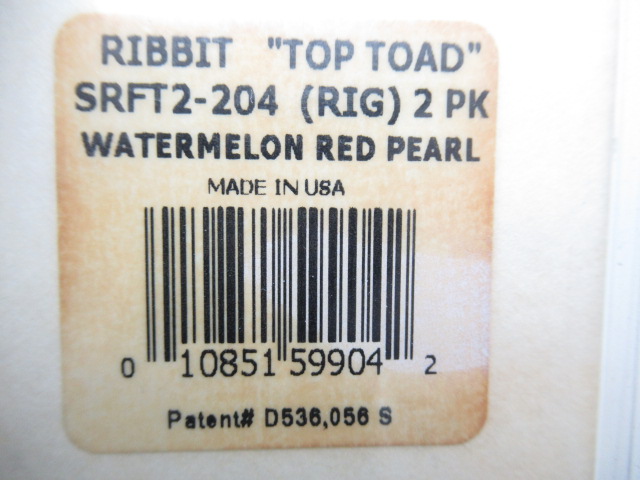 RIBBIT "TOP TOAD"
SRFT2-204 (RIG) 2 PK
WATERMELON RED PEARL
MADE IN USA
0 10851 59904 2
Patent# D536,056 S